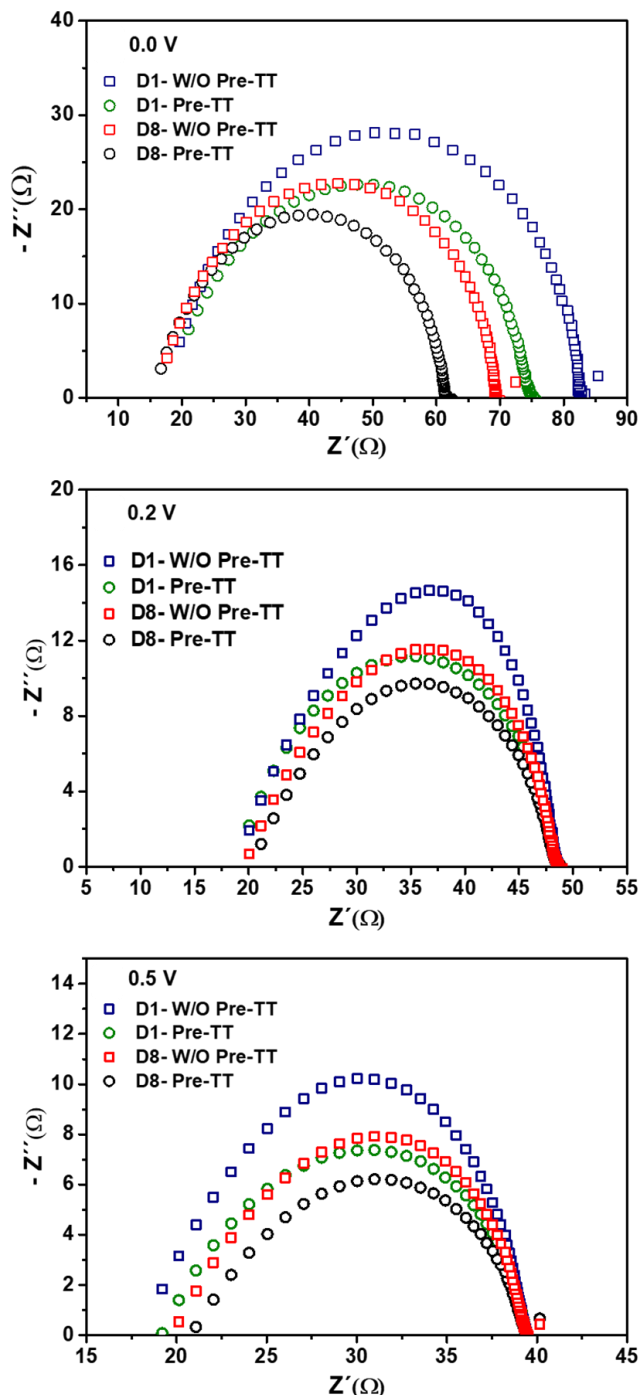 40
0.0 V
D1- W/O Pre-TT
D1- Pre-TT
D8- W/O Pre-TT
D8- Pre-TT
30
20
10
0
- Z´´(Ω)
10 20 30 40 50 60 70 80 90
Z´(Ω)
20
0.2 V
D1- W/O Pre-TT
D1- Pre-TT
D8- W/O Pre-TT
D8- Pre-TT
16
12
8
4
0
- Z´´(Ω)
5 10 15 20 25 30 35 40 45 50 55
Z´(Ω)
14
0.5 V
D1- W/O Pre-TT
D1- Pre-TT
D8- W/O Pre-TT
D8- Pre-TT
12
10
8
6
4
2
0
- Z´´(Ω)
15 20 25 30 35 40 45
Z´(Ω)